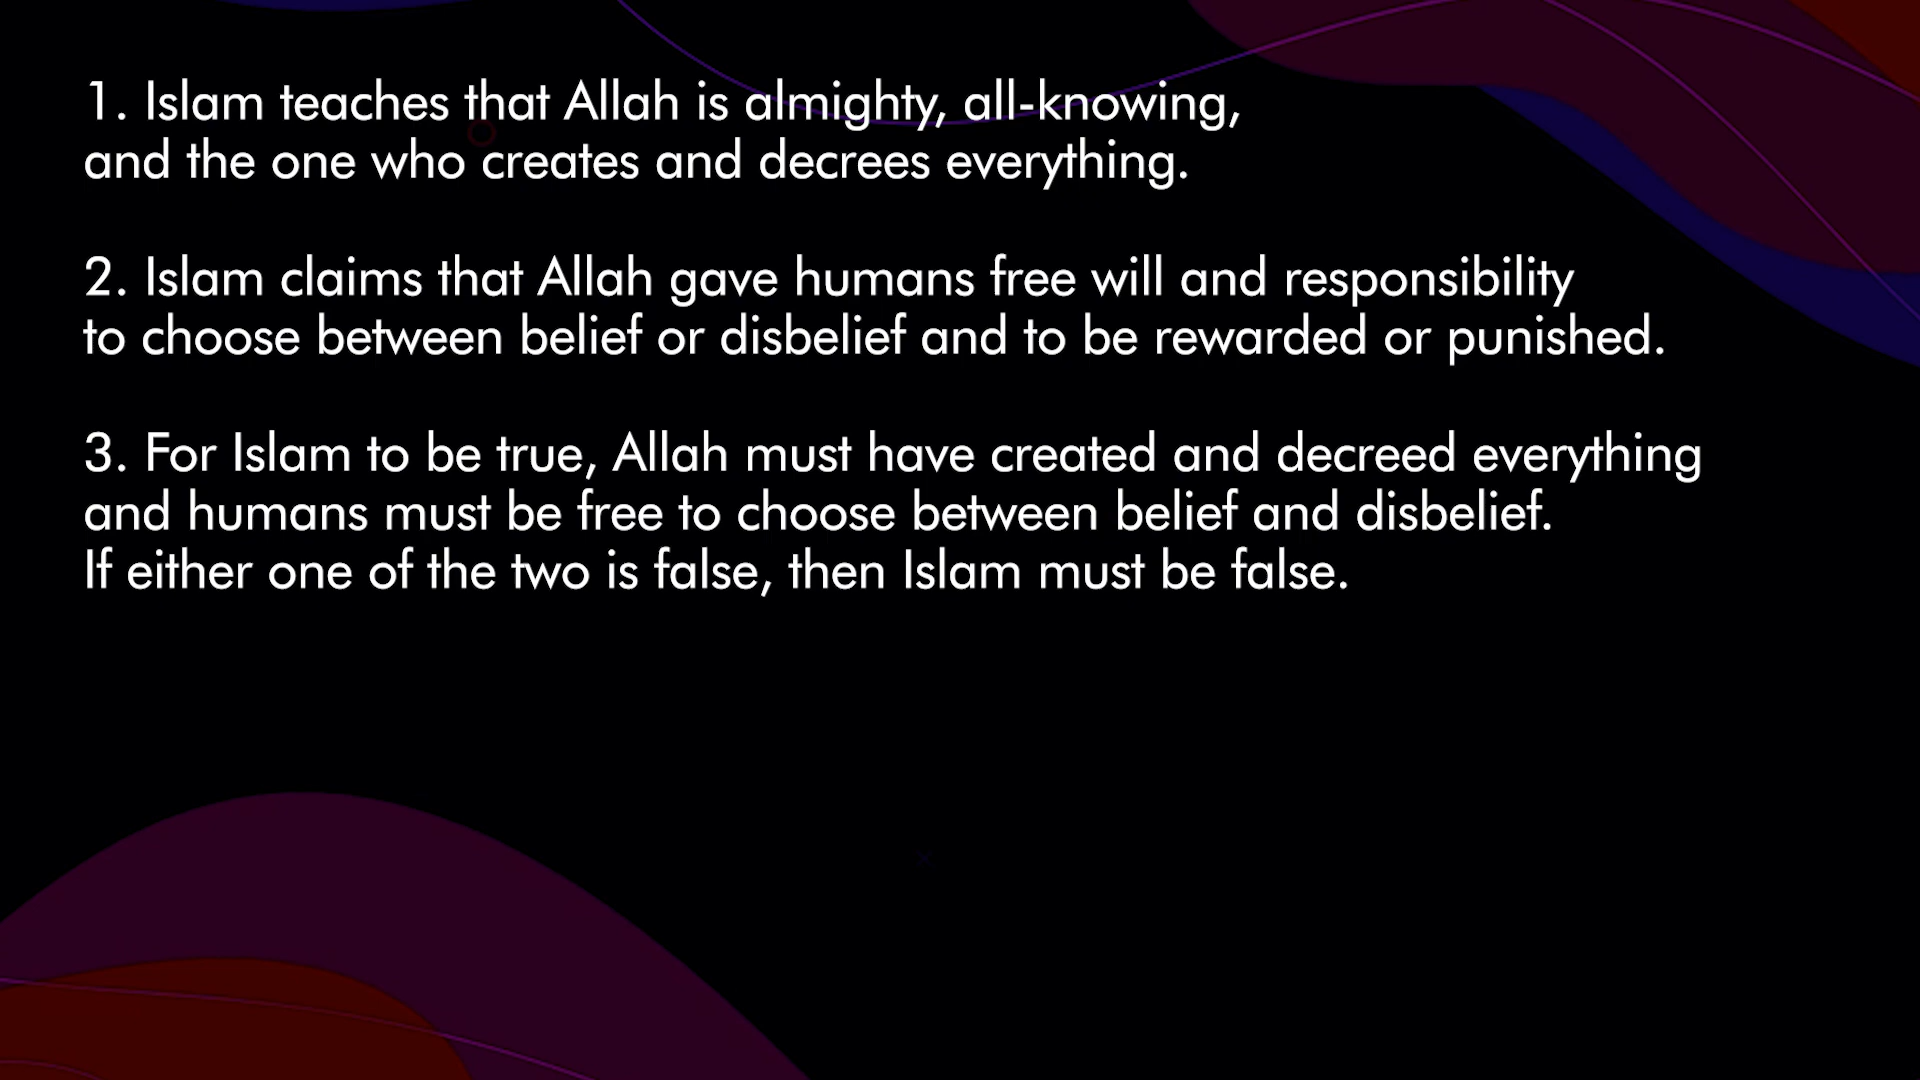 1. Islam teaches that Allah is almighty, all-knowing,
and the one who creates and decrees everything.
2. Islam claims that Allah gave humans free will and responsibility
to choose between belief or disbelief and to be rewarded or punished.
3. For Islam to be true, Allah must have created and decreed everything
and humans must be free to choose between belief and disbelief.
If either one of the two is false, then Islam must be false.